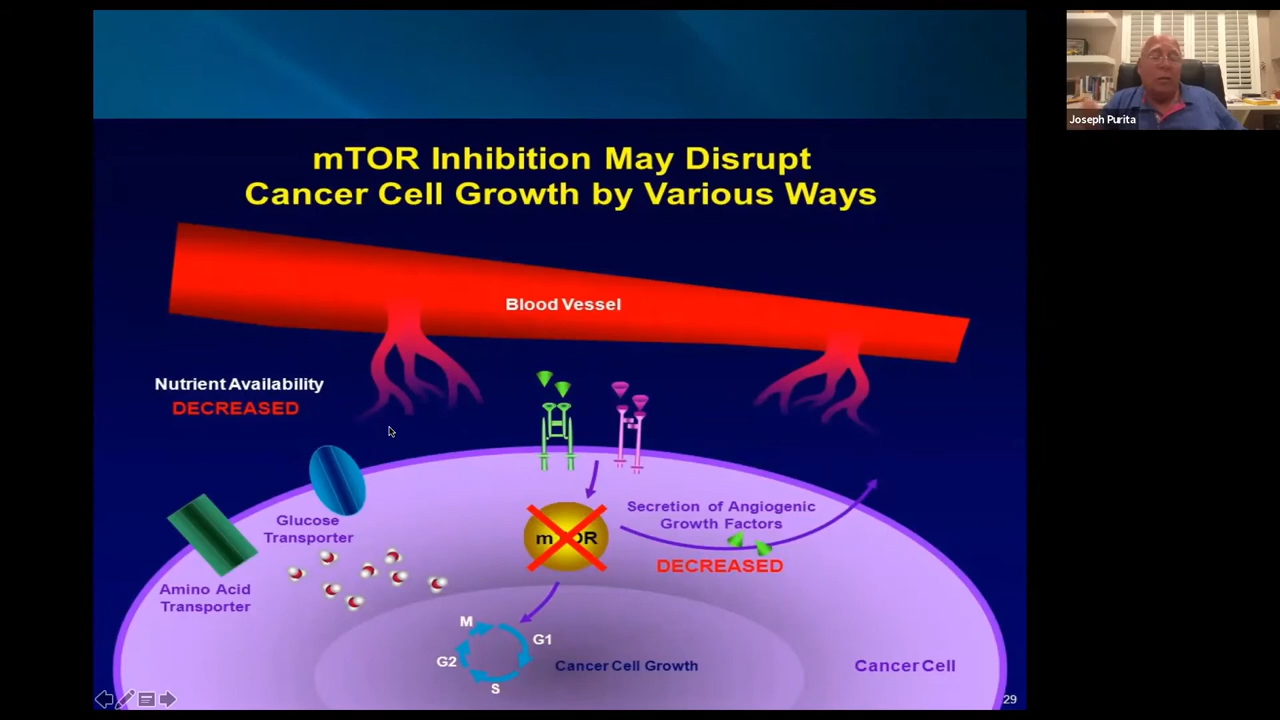 Joseph Purita
mTOR Inhibition May Disrupt
Cancer Cell Growth by Various Ways
Blood Vessel
Nutrient Availability
DECREASED
Glucose
Transporter
Amino Acid
Transporter
mTOR
Secretion of Angiogenic
Growth Factors
DECREASED
M
G1
G2
S
Cancer Cell Growth
Cancer Cell
29